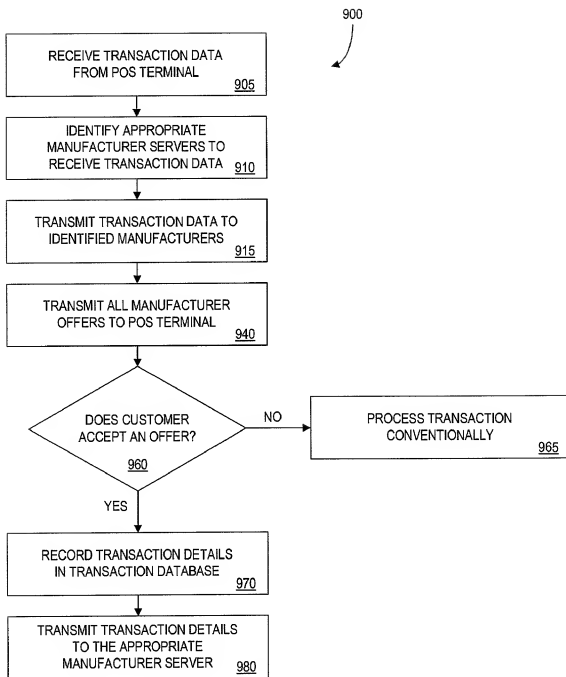 900
RECEIVE TRANSACTION DATA
FROM POS TERMINAL
905
IDENTIFY APPROPRIATE
MANUFACTURER SERVERS TO
RECEIVE TRANSACTION DATA
910
TRANSMIT TRANSACTION DATA TO
IDENTIFIED MANUFACTURERS
915
TRANSMIT ALL MANUFACTURER
OFFERS TO POS TERMINAL
940
DOES CUSTOMER
ACCEPT AN OFFER?
960
NO
PROCESS TRANSACTION
CONVENTIONALLY
965
YES
RECORD TRANSACTION DETAILS
IN TRANSACTION DATABASE
970
TRANSMIT TRANSACTION DETAILS
TO THE APPROPRIATE
MANUFACTURER SERVER
980